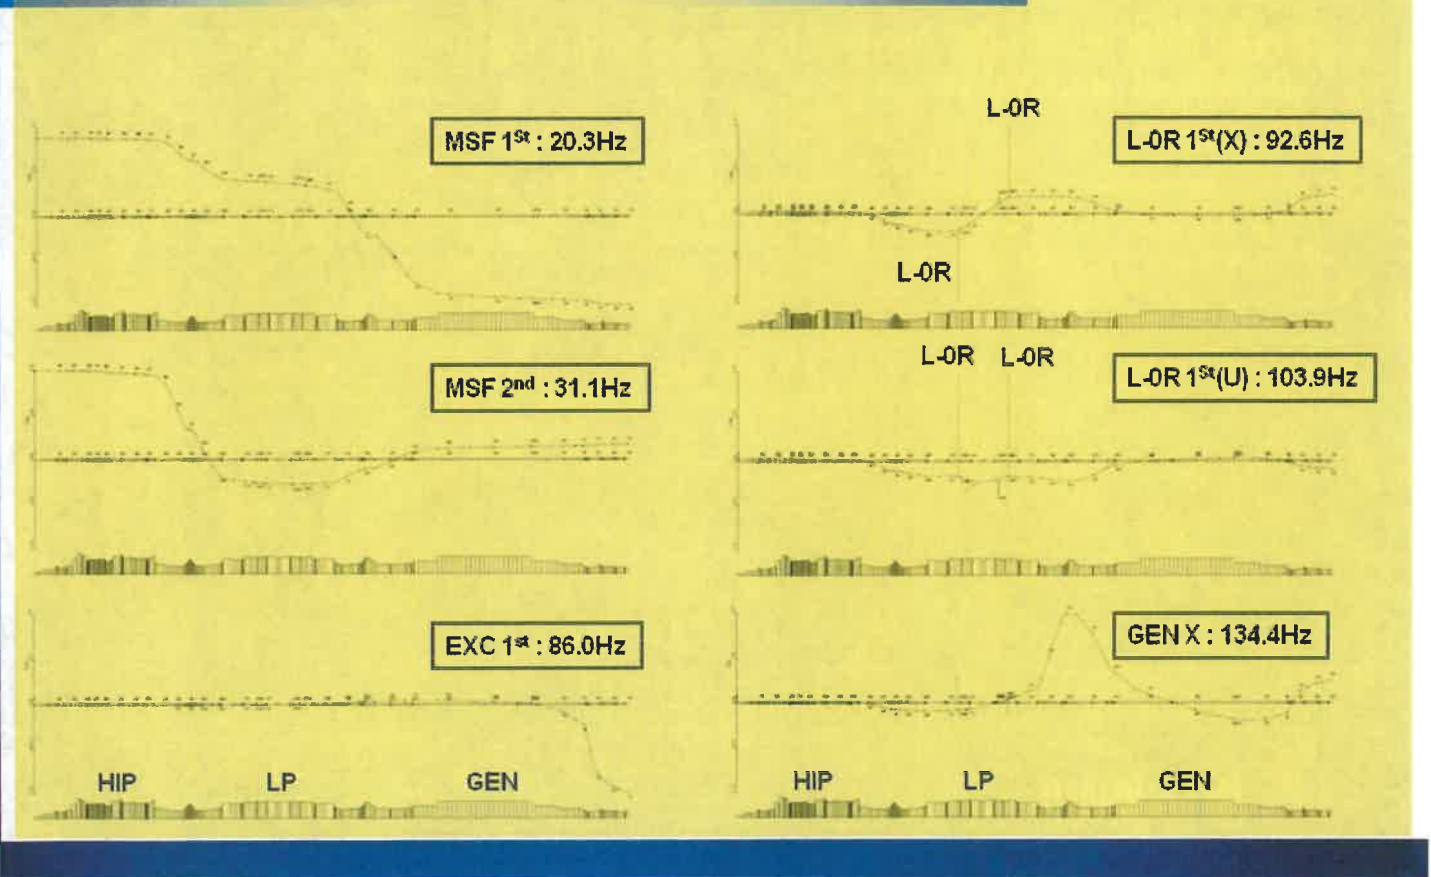 MSF 1St : 20.3Hz
MSF 2nd : 31.1Hz
EXC 1st : 86.0Hz
HIP LP GEN
L-0R
L-0R 1St(X) : 92.6Hz
L-0R
L-0R L-0R
L-0R 1St(U) : 103.9Hz
GEN X : 134.4Hz
HIP LP GEN